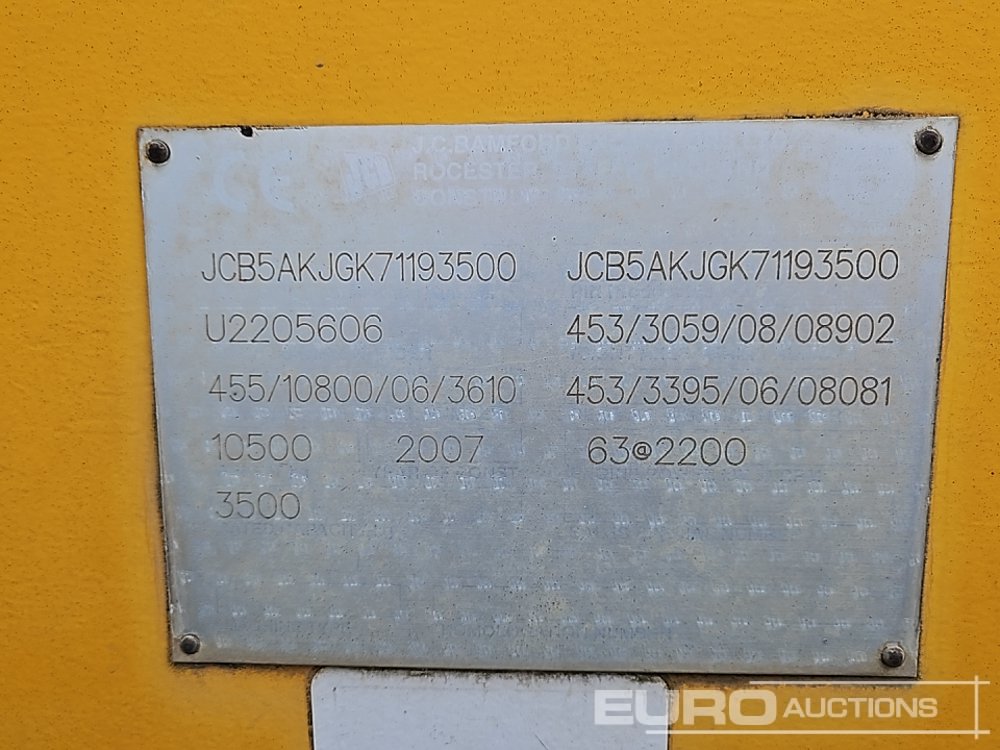 J.C.BAMFORD
ROCESTER
JCB5AKJGK71193500 JCB5AKJGK71193500
U2205606 453/3059/08/08902
455/10800/06/3610 453/3395/06/08081
10500 2007 63@2200
3500
EURO AUCTIONS